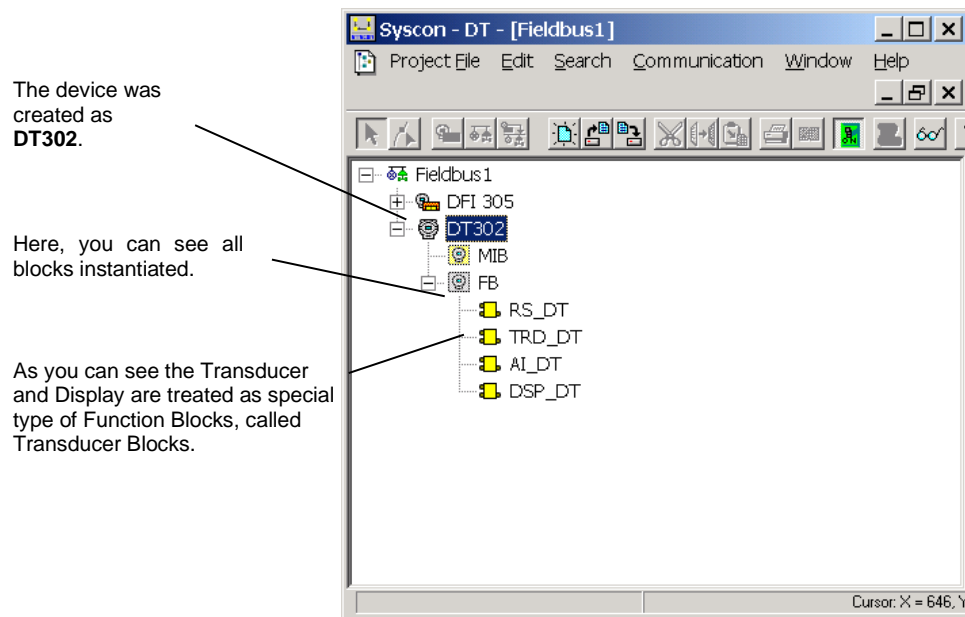 Syscon - DT - [Fieldbus1]
Project File Edit Search Communication Window Help
The device was
created as
DT302.
Here, you can see all
blocks instantiated.
As you can see the Transducer
and Display are treated as special
type of Function Blocks, called
Transducer Blocks.
Fieldbus1
DFI 305
DT302
MIB
FB
RS_DT
TRD_DT
AI_DT
DSP_DT
Cursor: X = 646, Y